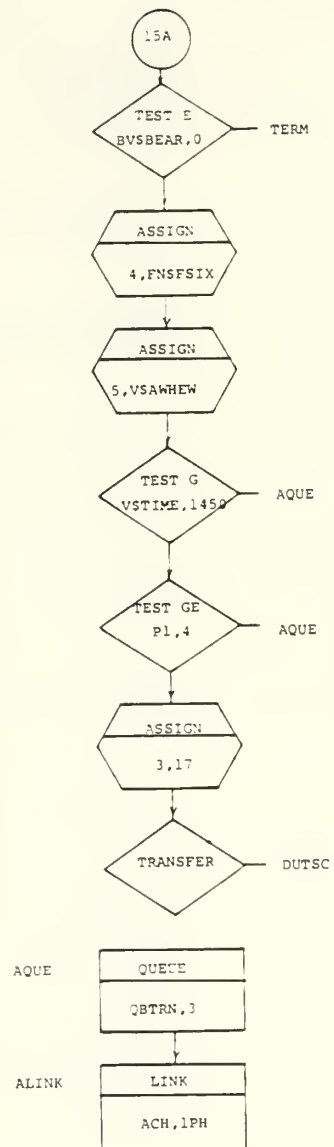 15A
TEST E
BVSBEAR,0
TERM
ASSIGN
4,FNSFSIX
ASSIGN
5,VSAWHEW
TEST G
VSTIME,1450
AQUE
TEST GE
P1,4
AQUE
ASSIGN
3,17
TRANSFER
DUTSC
AQUE
QUEUE
QBTRN,3
ALINK
LINK
ACH,1PH